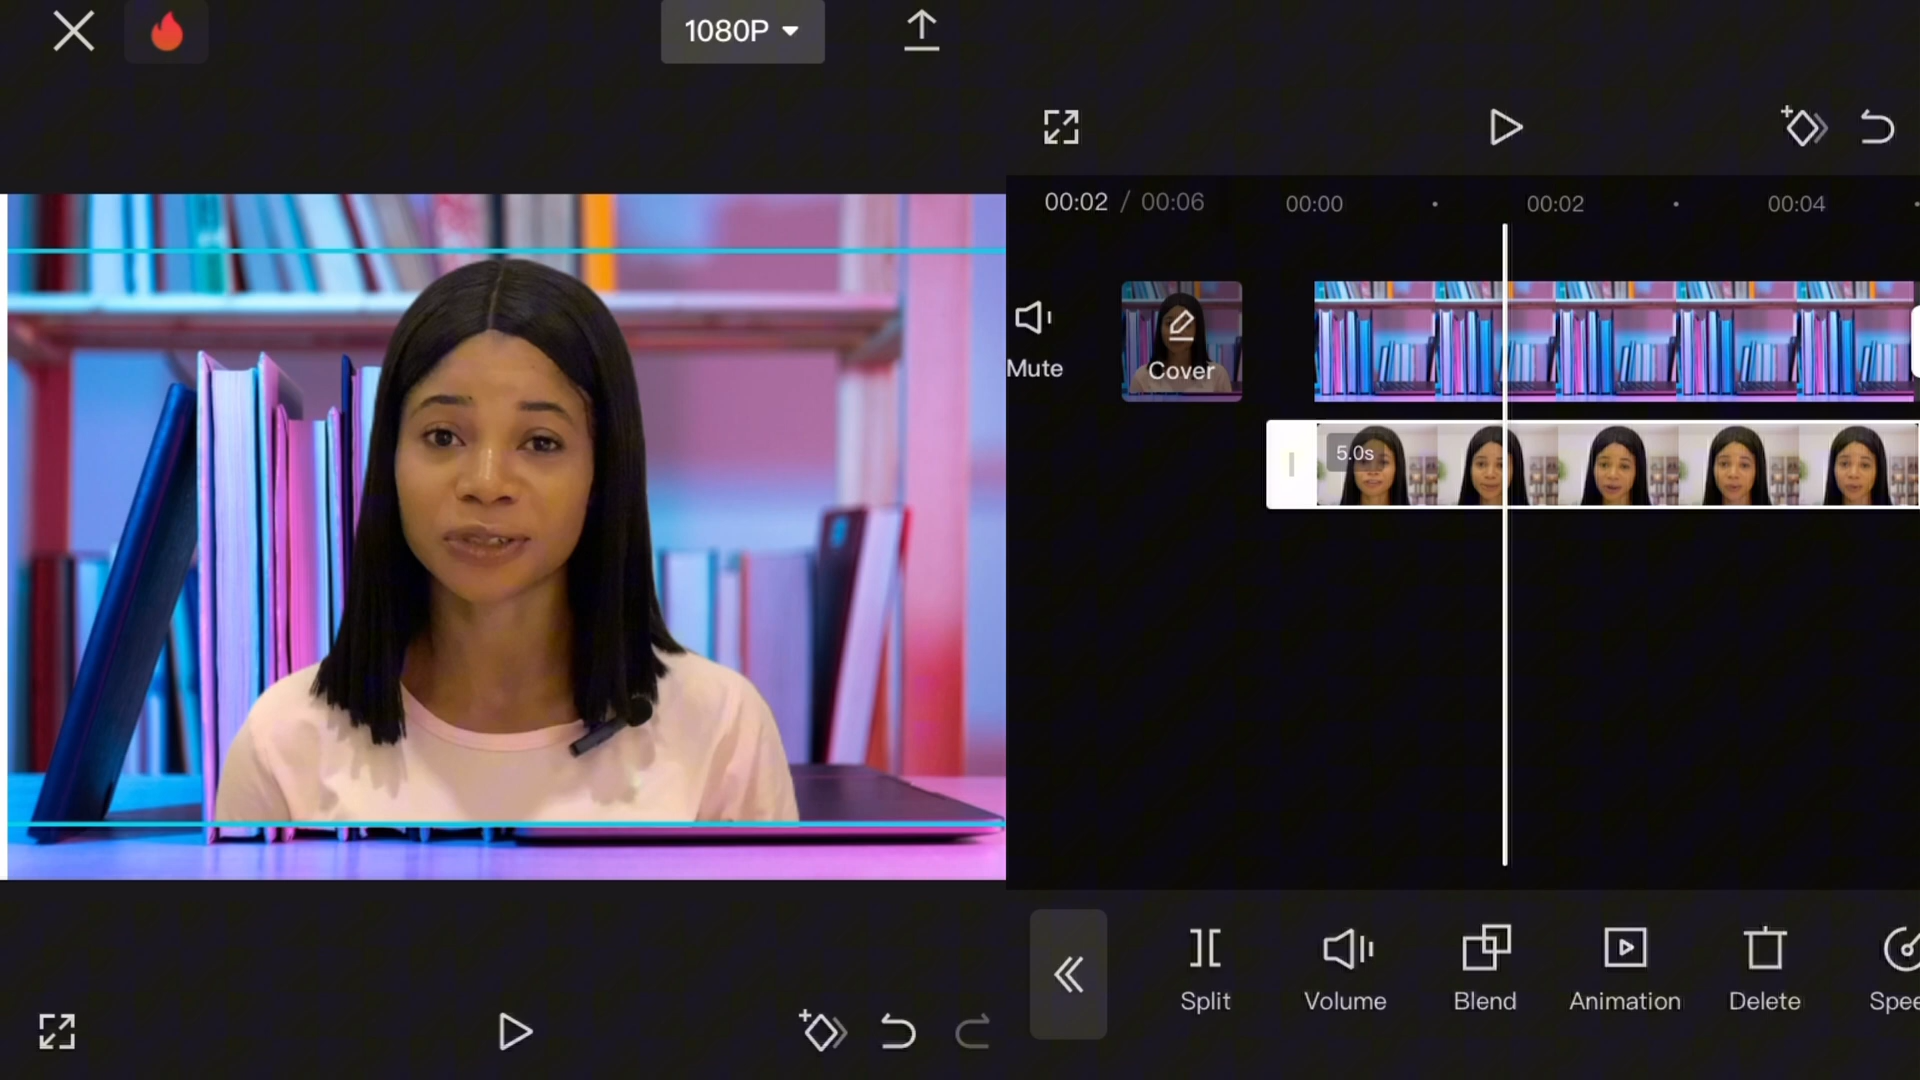 1080P
00:02 / 00:06
00:00
00:02
00:04
Mute
Cover
5.0s
Split
Volume
Blend
Animation
Delete
Spee